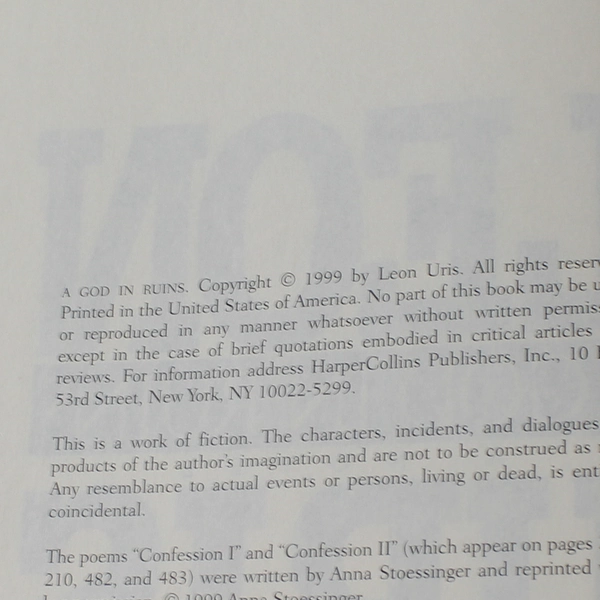 A GOD IN RUINS. Copyright © 1999 by Leon Uris. All rights
Printed in the United States of America. No part of this book may be
or reproduced in any manner whatsoever without written
except in the case of brief quotations embodied in critical articles
reviews. For information address HarperCollins Publishers, Inc., 10
53rd Street, New York, NY 10022-5299.
This is a work of fiction. The characters, incidents, and dialogues
products of the author's imagination and are not to be construed as
Any resemblance to actual events or persons, living or dead, is
coincidental.
The poems “Confession I” and “Confession II” (which appear on pages
210, 482, and 483) were written by Anna Stoessinger and reprinted
© 1999 Anna Stoessinger